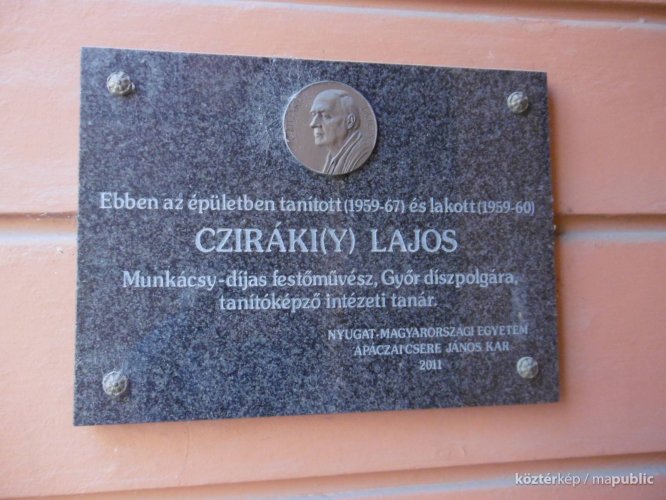 Ebben az épületben tanított (1959-67) és lakott (1959-60)
CZIRÁKI(Y) LAJOS
Munkácsy-díjas festőművész, Győr díszpolgára,
tanítóképző intézeti tanár.
NYUGAT-MAGYARORSZÁGI EGYETEM
APÁCZAI CSERE JÁNOS KAR
2011
köztérkép / mapublic